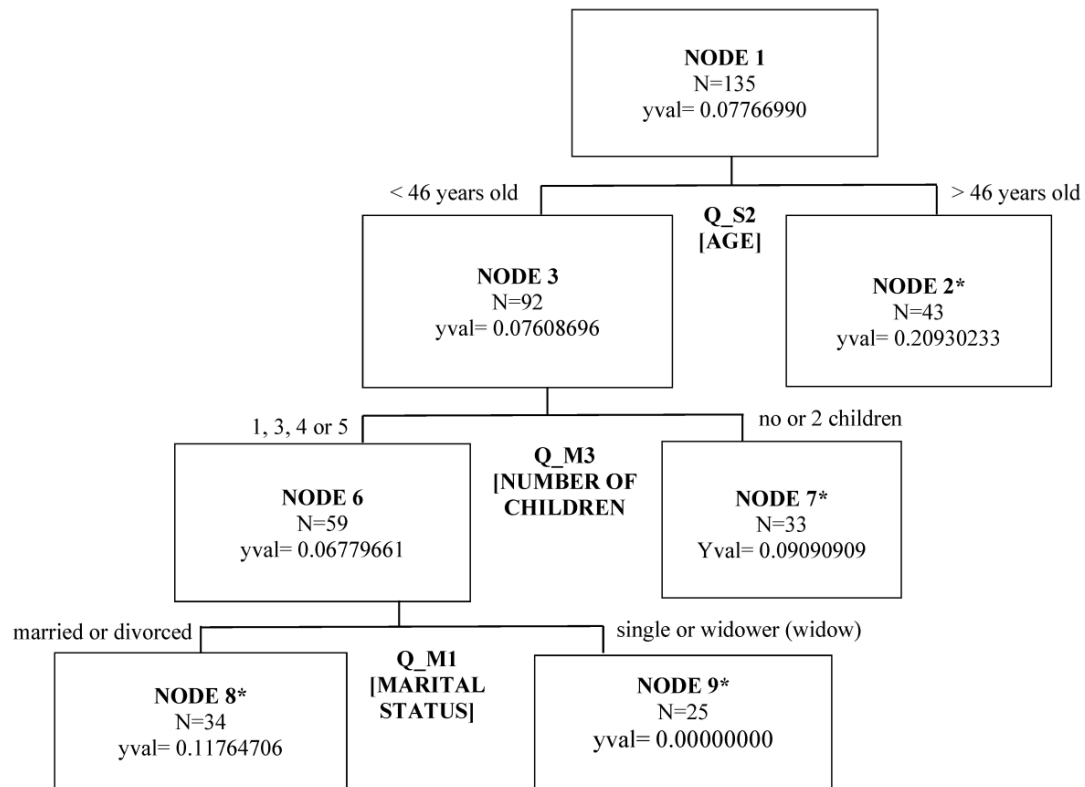 NODE 1
N=135
yval= 0.07766990
< 46 years old
> 46 years old
Q_S2
[AGE]
NODE 3
N=92
yval= 0.07608696
NODE 2*
N=43
yval= 0.20930233
1, 3, 4 or 5
no or 2 children
Q_M3
[NUMBER OF
CHILDREN
NODE 6
N=59
yval= 0.06779661
NODE 7*
N=33
Yval= 0.09090909
married or divorced
single or widower (widow)
Q_M1
[MARITAL
STATUS]
NODE 8*
N=34
yval= 0.11764706
NODE 9*
N=25
yval= 0.00000000